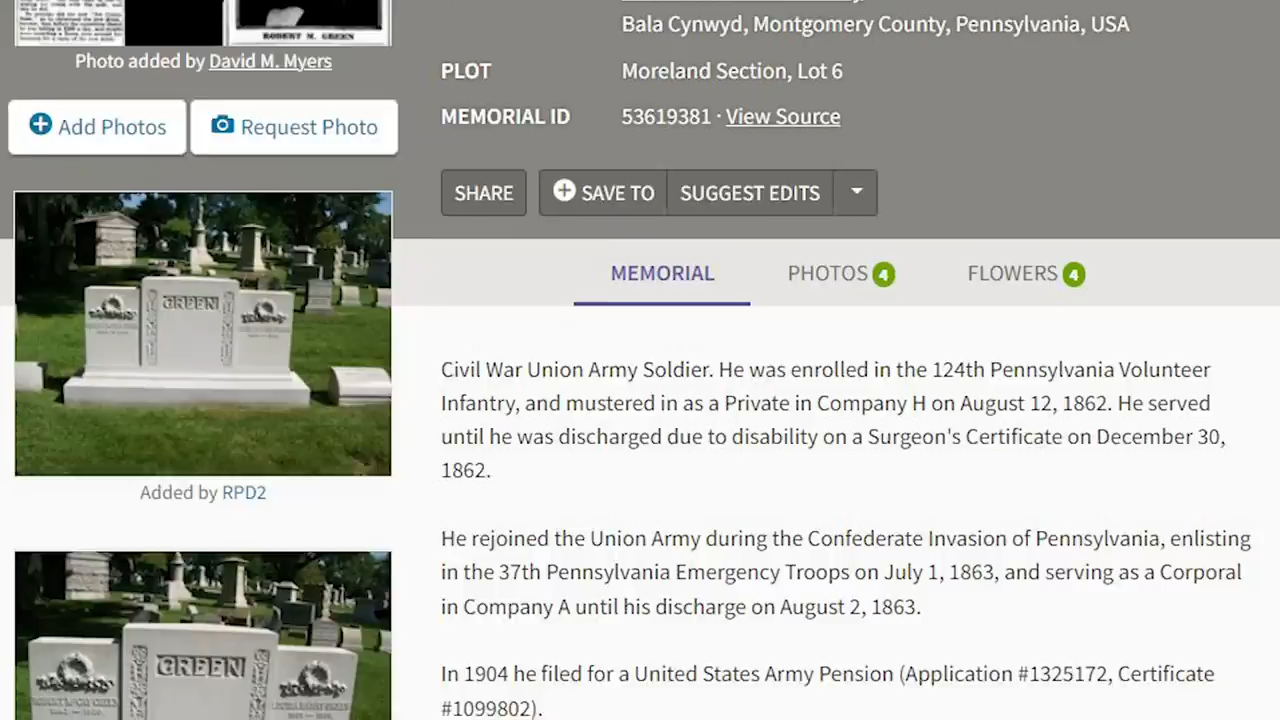 ROBERT M. GREEN
Photo added by David M. Myers
Add Photos
Request Photo
Bala Cynwyd, Montgomery County, Pennsylvania, USA
PLOT
Moreland Section, Lot 6
MEMORIAL ID
53619381 · View Source
SHARE
SAVE TO
SUGGEST EDITS
MEMORIAL
PHOTOS 4
FLOWERS 4
GREEN
Added by RPD2
GREEN
Civil War Union Army Soldier. He was enrolled in the 124th Pennsylvania Volunteer
Infantry, and mustered in as a Private in Company H on August 12, 1862. He served
until he was discharged due to disability on a Surgeon's Certificate on December 30,
1862.
He rejoined the Union Army during the Confederate Invasion of Pennsylvania, enlisting
in the 37th Pennsylvania Emergency Troops on July 1, 1863, and serving as a Corporal
in Company A until his discharge on August 2, 1863.
In 1904 he filed for a United States Army Pension (Application #1325172, Certificate
#1099802).